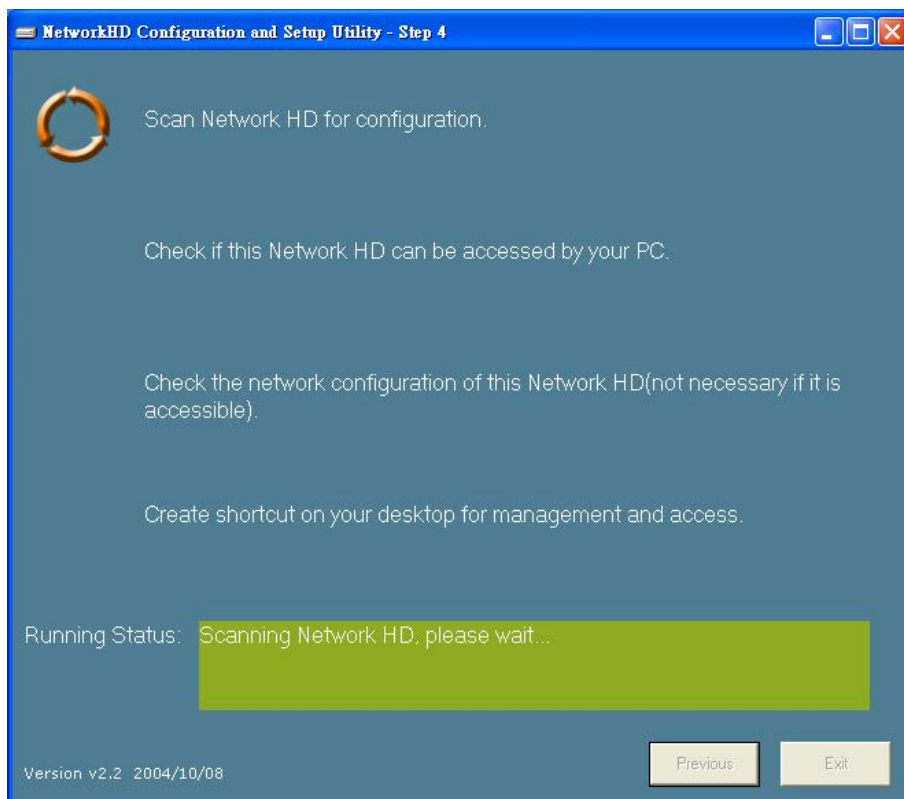 NetworkHD Configuration and Setup Utility - Step 4
Scan Network HD for configuration.
Check if this Network HD can be accessed by your PC.
Check the network configuration of this Network HD(not necessary if it is
accessible).
Create shortcut on your desktop for management and access.
Running Status: Scanning Network HD, please wait...
Version v2.2 2004/10/08
Previous
Exit